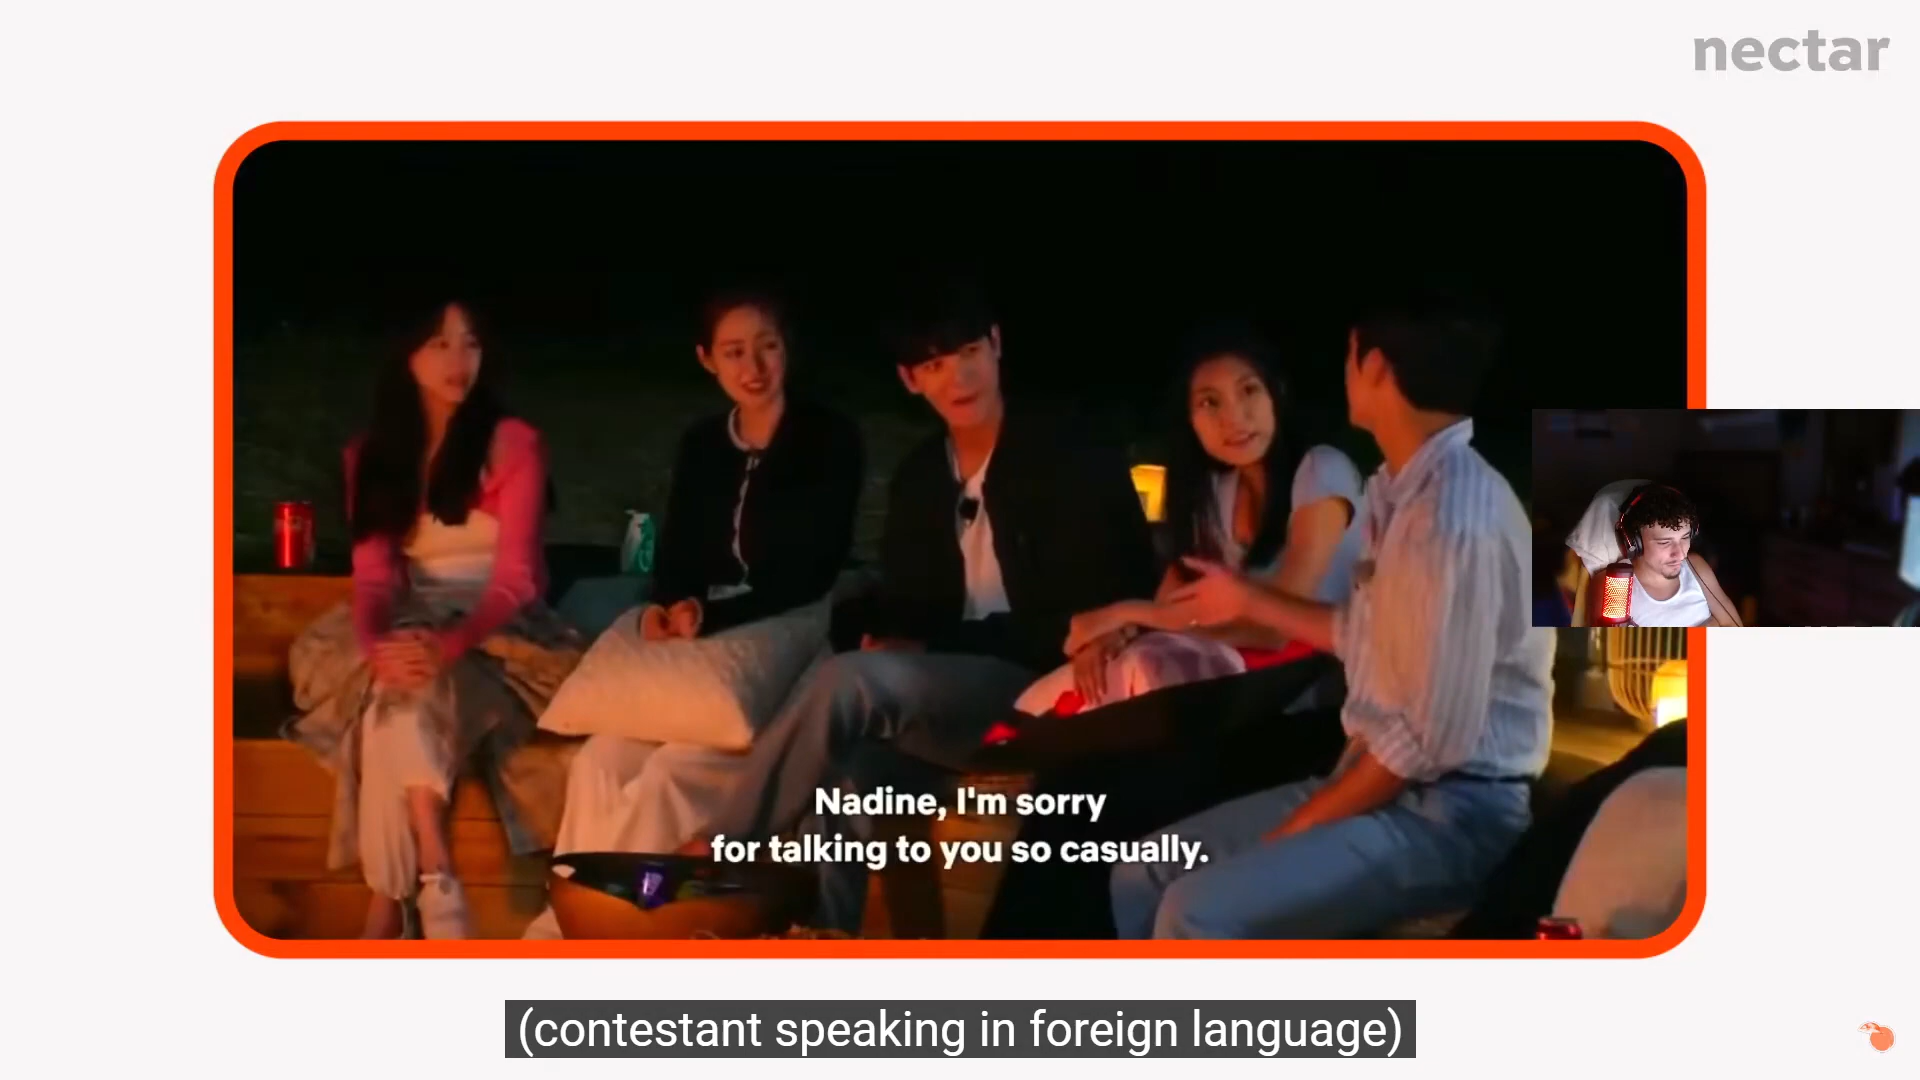 nectar
Nadine, I'm sorry
for talking to you so casually.
(contestant speaking in foreign language)